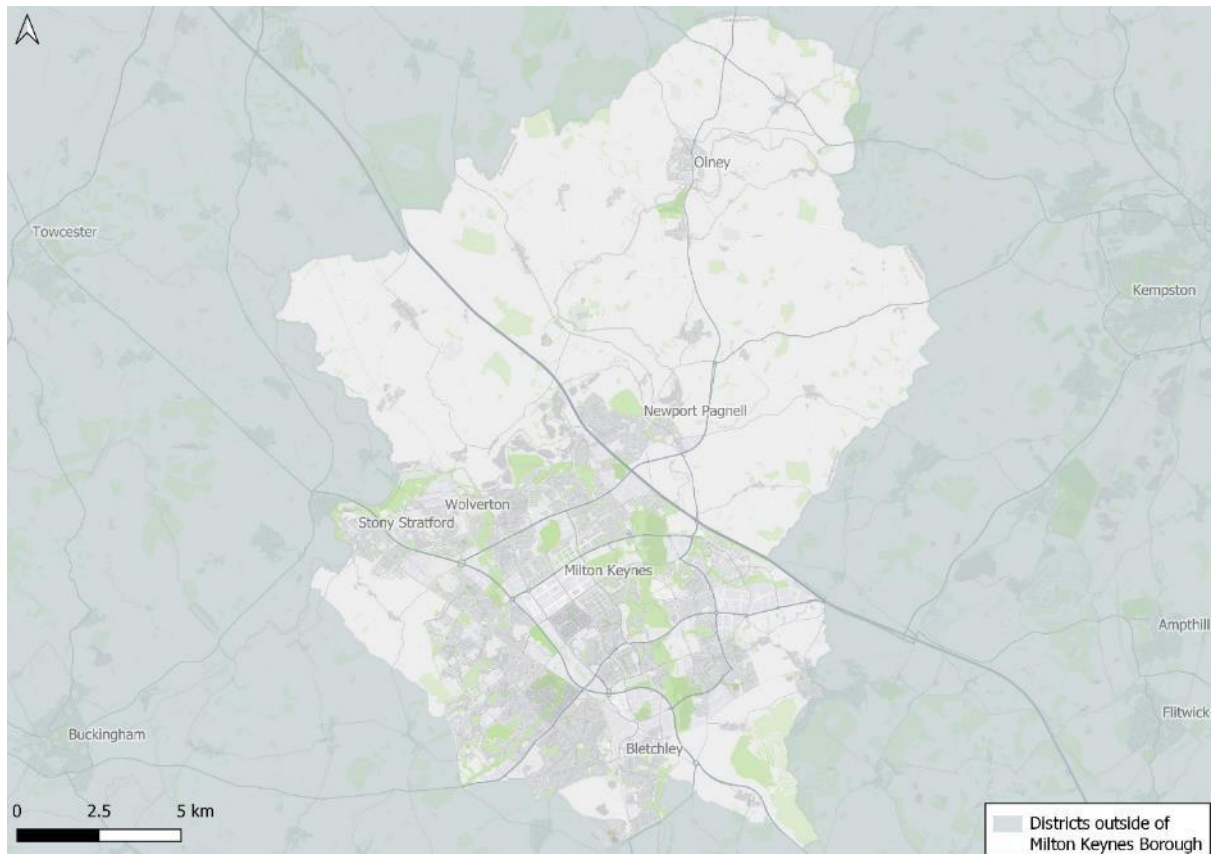 Olney
Towcester
Kempston
Newport Pagnell
Wolverton
Stony Stratford
Milton Keynes
Ampthill
Flitwick
Buckingham
Bletchley
0 2.5 5 km
Districts outside of
Milton Keynes Borough